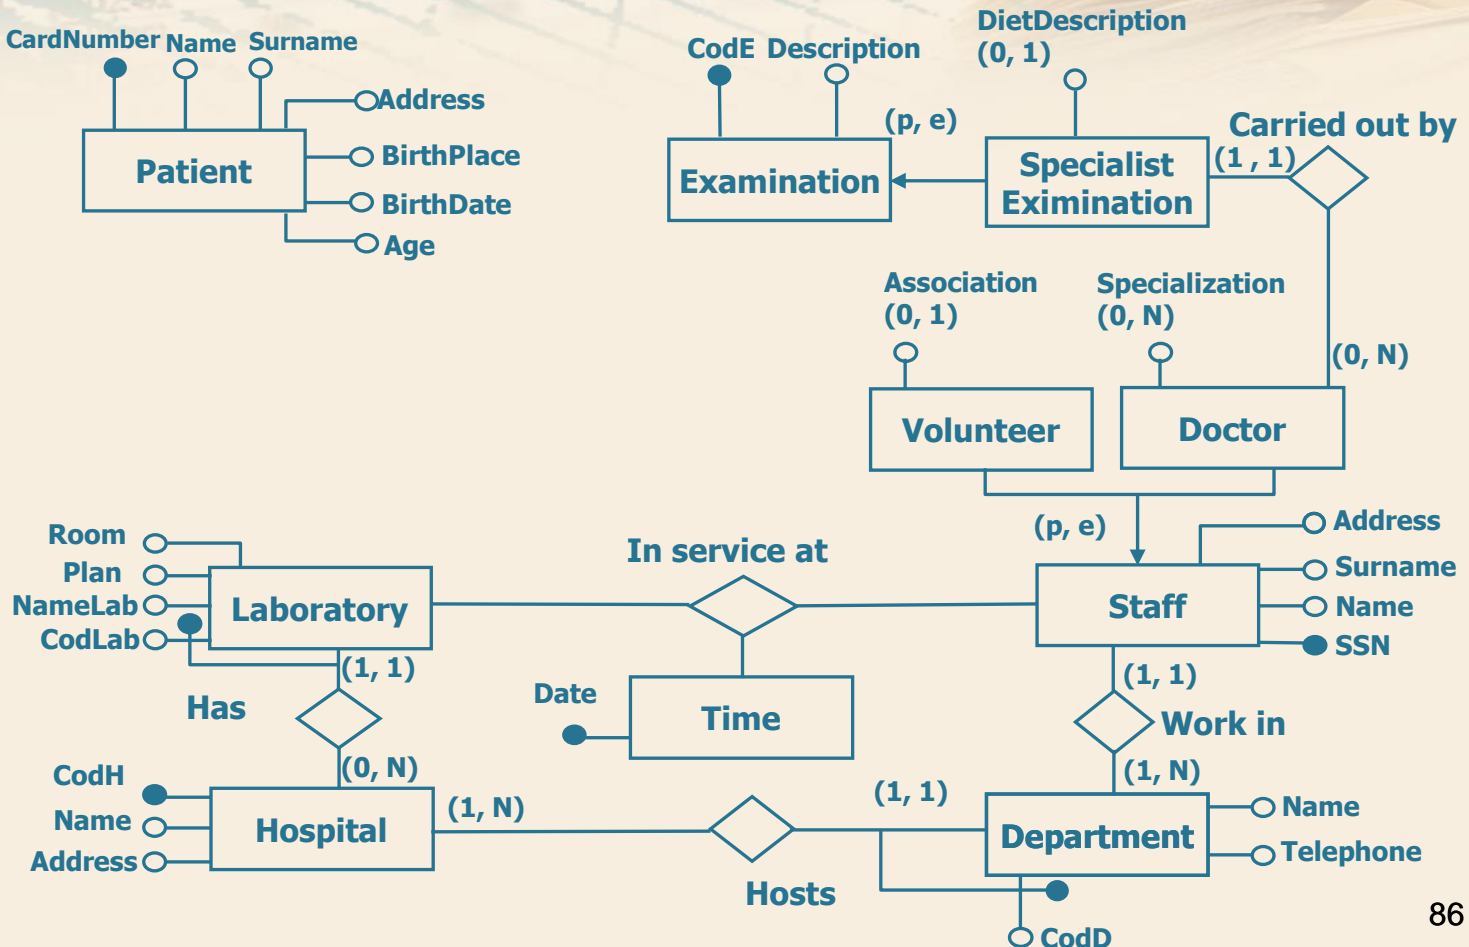 CardNumber Name Surname
Address
BirthPlace
BirthDate
Age
Patient
CodE Description
DietDescription
(0, 1)
(p, e)
Examination
Specialist
Eximination
Carried out by
(1 , 1)
(0, N)
Association
(0, 1)
Specialization
(0, N)
Volunteer
Doctor
(p, e)
Room
Plan
NameLab
CodLab
Laboratory
In service at
Staff
Address
Surname
Name
SSN
(1, 1)
Has
(0, N)
Date
Time
(1, 1)
Work in
(1, N)
CodH
Name
Address
Hospital
(1, N)
Hosts
(1, 1)
Department
Name
Telephone
CodD
86